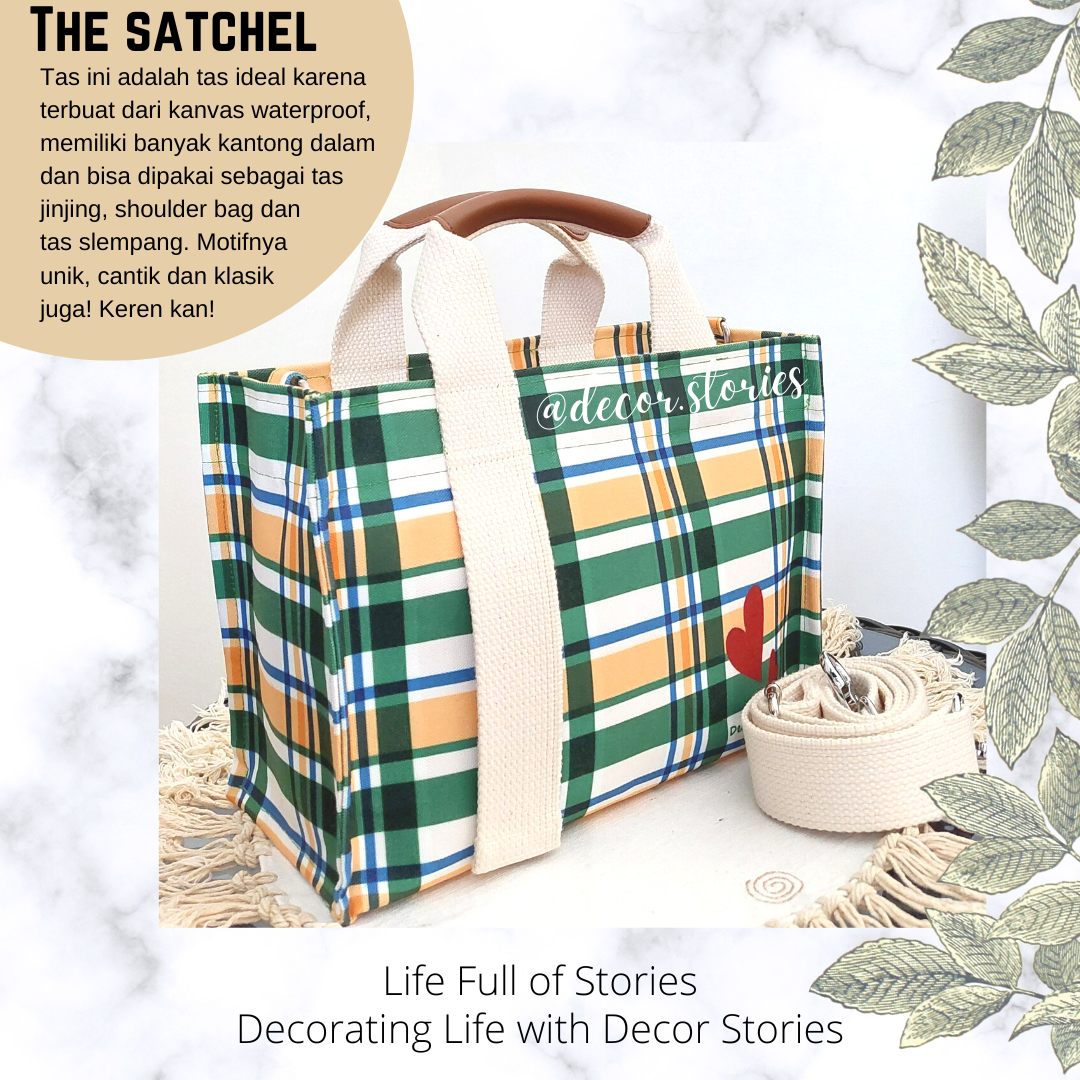 THE SATCHEL
Tas ini adalah tas ideal karena
terbuat dari kanvas waterproof,
memiliki banyak kantong dalam
dan bisa dipakai sebagai tas
jinjing, shoulder bag dan
tas slempang. Motifnya
unik, cantik dan klasik
juga! Keren kan!
@decor.stories
Life Full of Stories
Decorating Life with Decor Stories